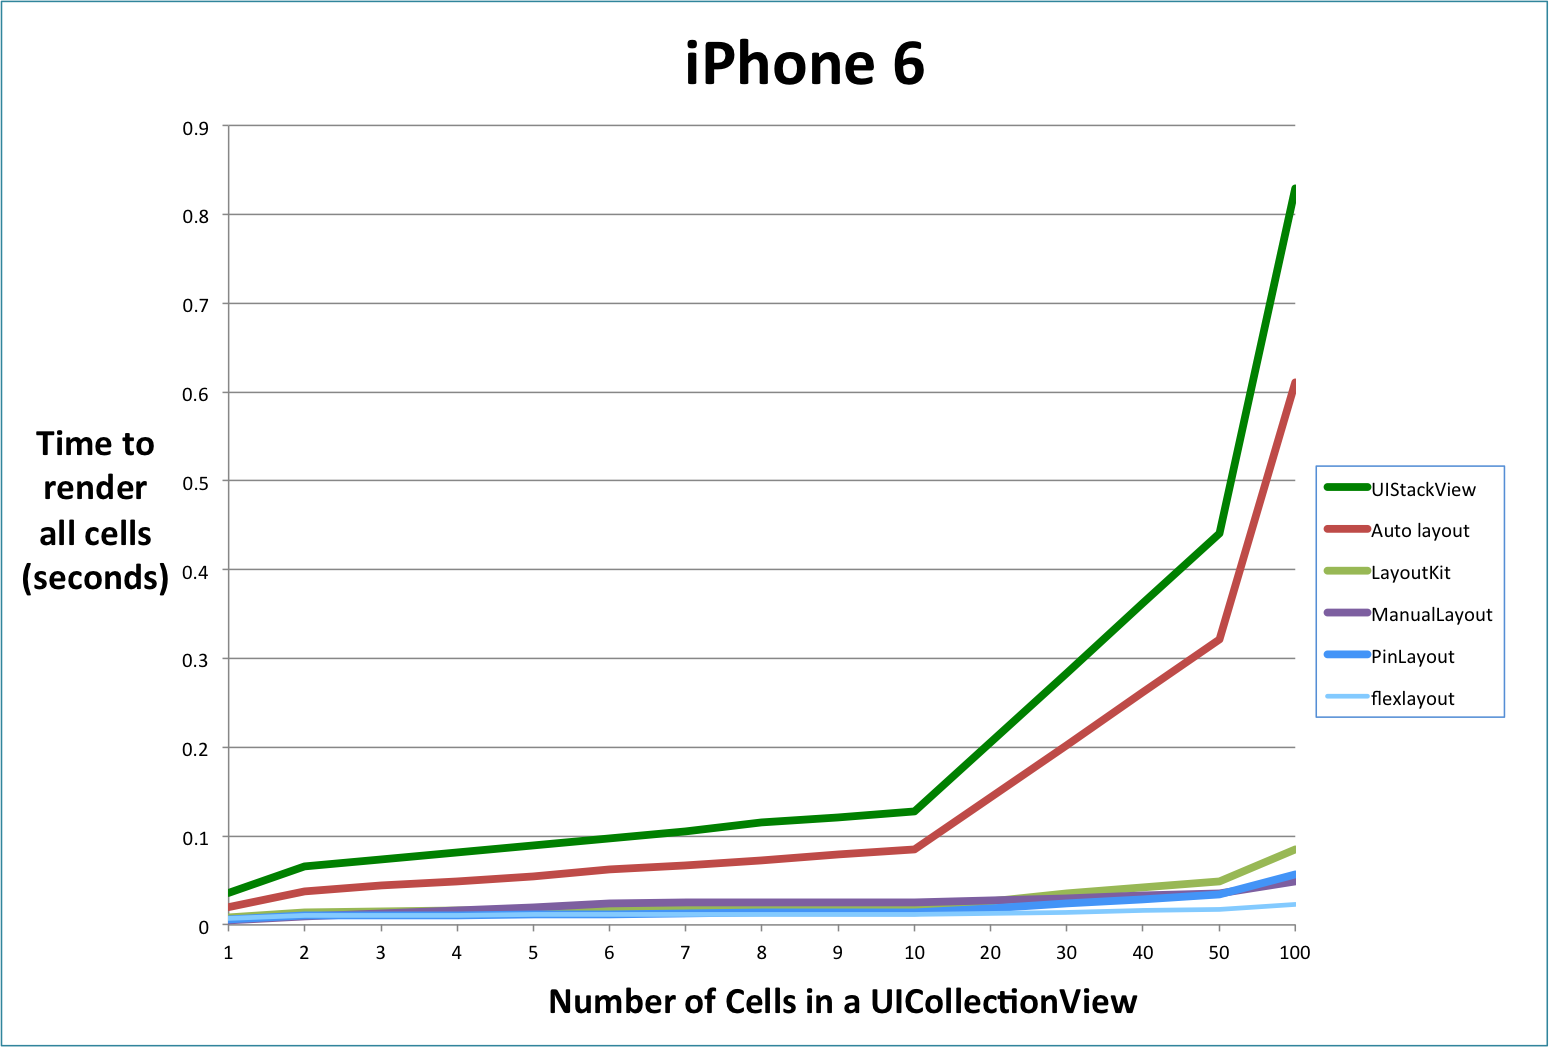 iPhone 6
0.9
0.8
0.7
0.6
0.5
0.4
0.3
0.2
0.1
0
Time to
render
all cells
(seconds)
1 2 3 4 5 6 7 8 9 10 20 30 40 50 100
Number of Cells in a UICollectionView
UIStackView
Auto layout
LayoutKit
ManualLayout
PinLayout
flexlayout